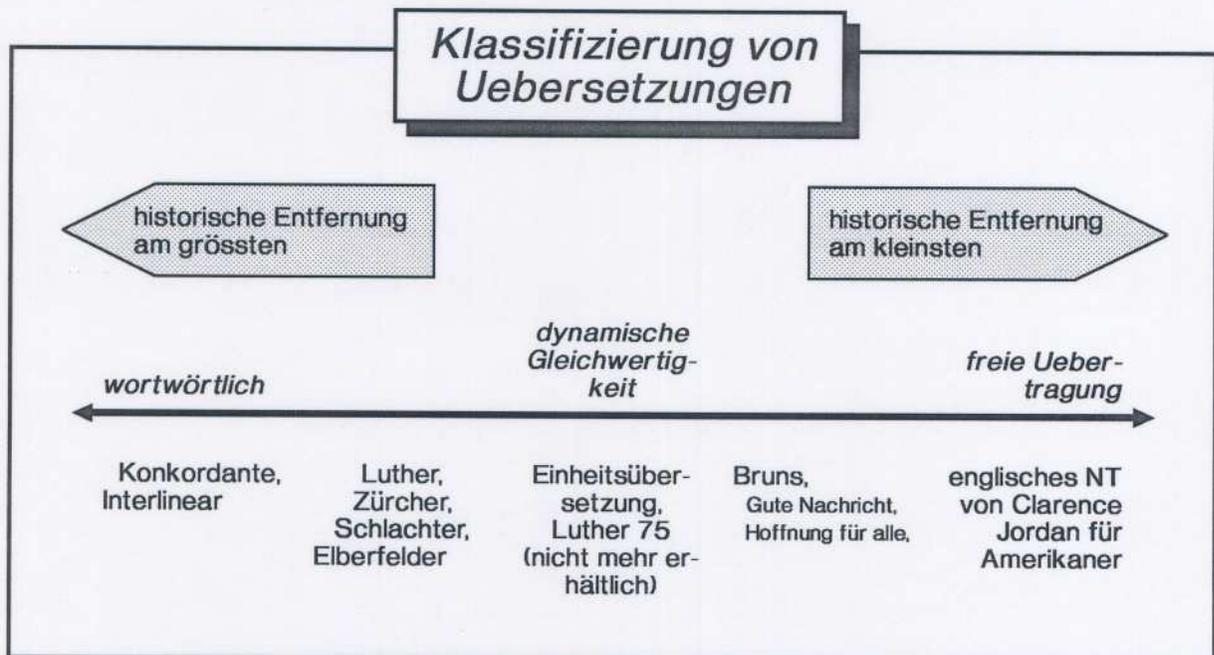 Klassifizierung von
Uebersetzungen
historische Entfernung
am grössten
historische Entfernung
am kleinsten
wortwörtlich
dynamische
Gleichwertig-
keit
freie Ueber-
tragung
Konkordante,
Interlinear
Luther,
Zürcher,
Schlachter,
Elberfelder
Einheitsüber-
setzung,
Luther 75
(nicht mehr er-
hältlich)
Bruns,
Gute Nachricht,
Hoffnung für alle,
englisches NT
von Clarence
Jordan für
Amerikaner